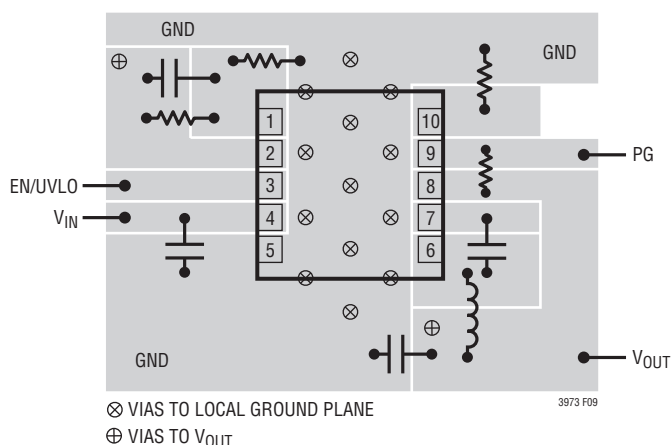 GND
GND
1
10
2
9
PG
EN/UVLO
3
8
VIN
4
7
5
6
GND
VOUT
3973 F09
⊗ VIAS TO LOCAL GROUND PLANE
⊕ VIAS TO VOUT